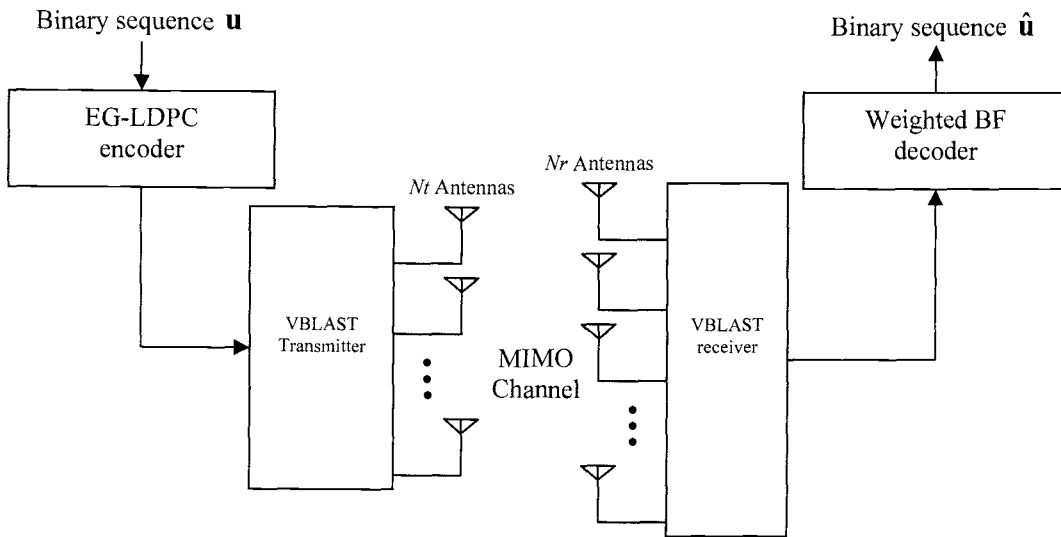 Binary sequence u
EG-LDPC
encoder
Nt Antennas
VBLAST
Transmitter
MIMO
Channel
Nr Antennas
VBLAST
receiver
Weighted BF
decoder
Binary sequence û